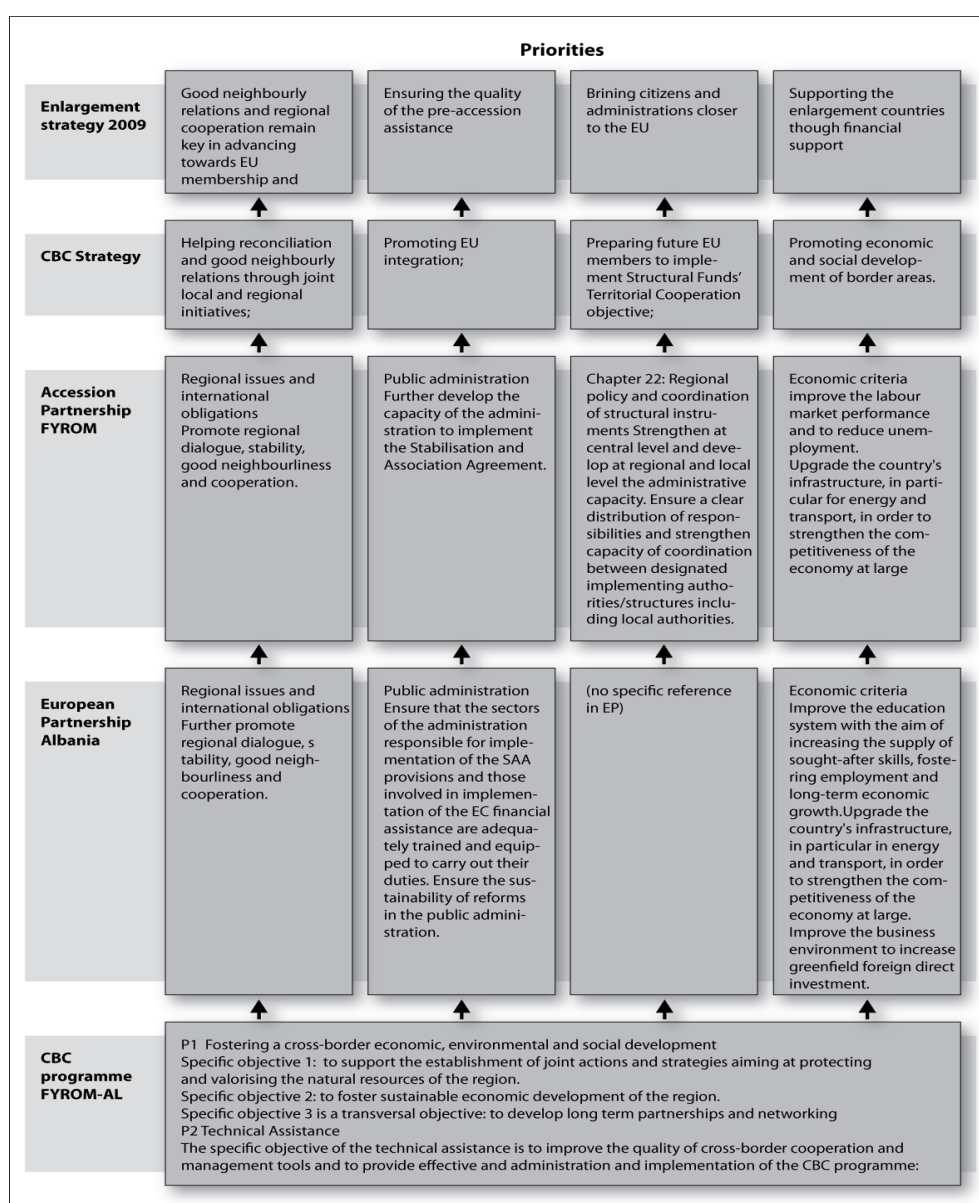 Priorities
Enlargement
strategy 2009
Good neighbourly
relations and regional
cooperation remain
key in advancing
towards EU
membership and
Ensuring the quality
of the pre-accession
assistance
Brining citizens and
administrations closer
to the EU
Supporting the
enlargement countries
though financial
support
CBC Strategy
Helping reconciliation
and good neighbourly
relations through joint
local and regional
initiatives;
Promoting EU
integration;
Preparing future EU
members to imple-
ment Structural Funds'
Territorial Cooperation
objective;
Promoting economic
and social develop-
ment of border areas.
Accession
Partnership
FYROM
Regional issues and
international
obligations
Promote regional
dialogue, stability,
good neighbourliness
and cooperation.
Public administration
Further develop the
capacity of the admini-
stration to implement
the Stabilisation and
Association Agreement.
Chapter 22: Regional
policy and coordination
of structural instru-
ments Strengthen at
central level and deve-
lop at regional and local
level the administrative
capacity. Ensure a clear
distribution of respon-
sibilities and strengthen
capacity of coordination
between designated
implementing autho-
rities/structures inclu-
ding local authorities.
Economic criteria
improve the labour
market performance
and to reduce unem-
ployment.
Upgrade the country's
infrastructure, in parti-
cular for energy and
transport, in order to
strengthen the com-
petitiveness of the
economy at large
European
Partnership
Albania
Regional issues and
international obligations
Further promote
regional dialogue, s
tability, good neigh-
bourliness and
cooperation.
Public administration
Ensure that the sectors
of the administration
responsible for imple-
mentation of the SAA
provisions and those
involved in implemen-
tation of the EC financial
assistance are adequa-
tely trained and equip-
ped to carry out their
duties. Ensure the sus-
tainability of reforms
in the public admini-
stration.
(no specific reference
in EP)
Economic criteria
Improve the education
system with the aim of
increasing the supply of
sought-after skills, foste-
ring employment and
long-term economic
growth.Upgrade the
country's infrastructure,
in particular in energy
and transport, in order
to strengthen the com-
petitiveness of the
economy at large.
Improve the business
environment to increase
greenfield foreign direct
investment.
CBC
programme
FYROM-AL
P1 Fostering a cross-border economic, environmental and social development
Specific objective 1: to support the establishment of joint actions and strategies aiming at protecting
and valorising the natural resources of the region.
Specific objective 2: to foster sustainable economic development of the region.
Specific objective 3 is a transversal objective: to develop long term partnerships and networking
P2 Technical Assistance
The specific objective of the technical assistance is to improve the quality of cross-border cooperation and
management tools and to provide effective and administration and implementation of the CBC programme: